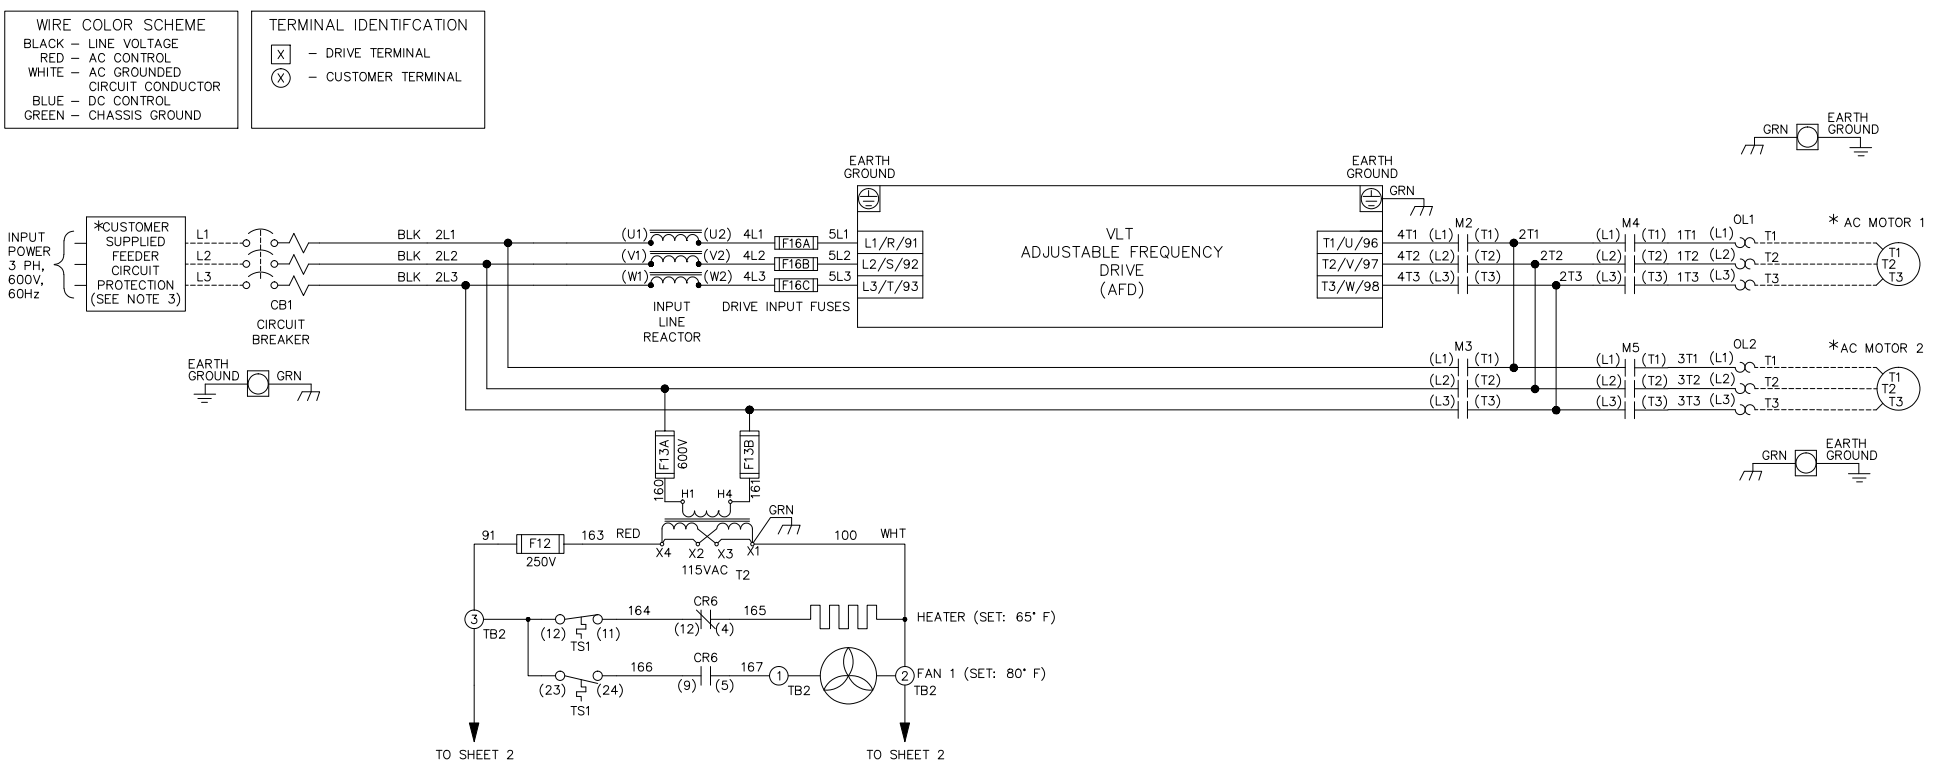 WIRE COLOR SCHEME
BLACK – LINE VOLTAGE
RED – AC CONTROL
WHITE – AC GROUNDED
CIRCUIT CONDUCTOR
BLUE – DC CONTROL
GREEN – CHASSIS GROUND
TERMINAL IDENTIFCATION
X – DRIVE TERMINAL
X – CUSTOMER TERMINAL
GRN
EARTH
GROUND
EARTH
GROUND
EARTH
GROUND
GRN
INPUT
POWER
3 PH,
600V,
60Hz
*CUSTOMER
SUPPLIED
FEEDER
CIRCUIT
PROTECTION
(SEE NOTE 3)
L1
L2
L3
CB1
CIRCUIT
BREAKER
BLK 2L1
BLK 2L2
BLK 2L3
(U1) (U2) 4L1 F16A 5L1 L1/R/91
(V1) (V2) 4L2 F16B 5L2 L2/S/92
(W1) (W2) 4L3 F16C 5L3 L3/T/93
INPUT
LINE
REACTOR
DRIVE INPUT FUSES
VLT
ADJUSTABLE FREQUENCY
DRIVE
(AFD)
M2 M4 OL1 * AC MOTOR 1
T1/U/96 4T1 (L1) (T1) 2T1 (L1) (T1) 1T1 (L1) T1
T2/V/97 4T2 (L2) (T2) 2T2 (L2) (T2) 1T2 (L2) T2
T3/W/98 4T3 (L3) (T3) 2T3 (L3) (T3) 1T3 (L3) T3
T1
T2
T3
M3 M5 OL2 *AC MOTOR 2
(L1) (T1) (L1) (T1) 3T1 (L1) T1
(L2) (T2) (L2) (T2) 3T2 (L2) T2
(L3) (T3) (L3) (T3) 3T3 (L3) T3
T1
T2
T3
EARTH
GROUND GRN
GRN
EARTH
GROUND
F13A
600V
F13B
160
161
H1 H4
GRN
91 F12 163 RED
250V
X4 X2 X3 X1
100 WHT
115VAC T2
3
TB2
164 CR6 165
(12) (11) (12) (4)
TS1
HEATER (SET: 65° F)
166 CR6 167 1
(23) (24) (9) (5) TB2
TS1
2 FAN 1 (SET: 80° F)
TB2
TO SHEET 2
TO SHEET 2